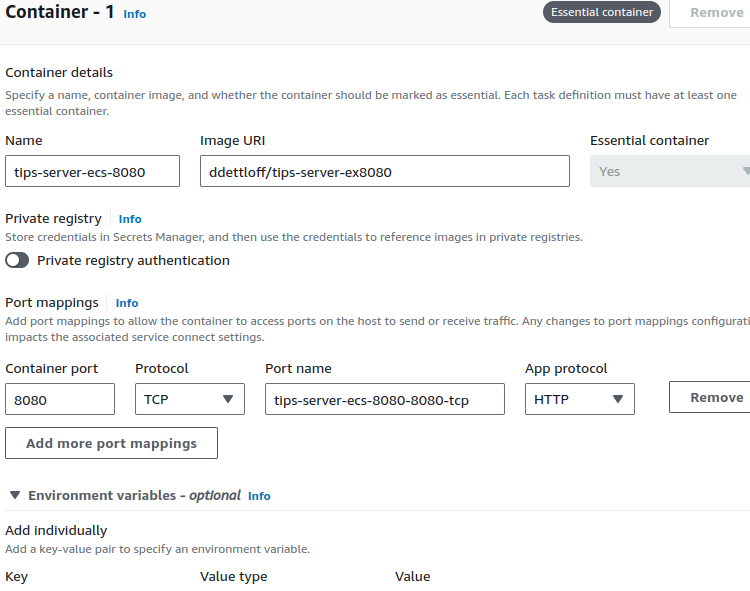 Container - 1 Info Essential container Remove
Container details
Specify a name, container image, and whether the container should be marked as essential. Each task definition must have at least one
essential container.
Name Image URI Essential container
tips-server-ecs-8080 ddettloff/tips-server-ex8080 Yes
Private registry Info
Store credentials in Secrets Manager, and then use the credentials to reference images in private registries.
Private registry authentication
Port mappings Info
Add port mappings to allow the container to access ports on the host to send or receive traffic. Any changes to port mappings configurati
impacts the associated service connect settings.
Container port Protocol Port name App protocol
8080 TCP tips-server-ecs-8080-8080-tcp HTTP Remove
Add more port mappings
Environment variables - optional Info
Add individually
Add a key-value pair to specify an environment variable.
Key Value type Value